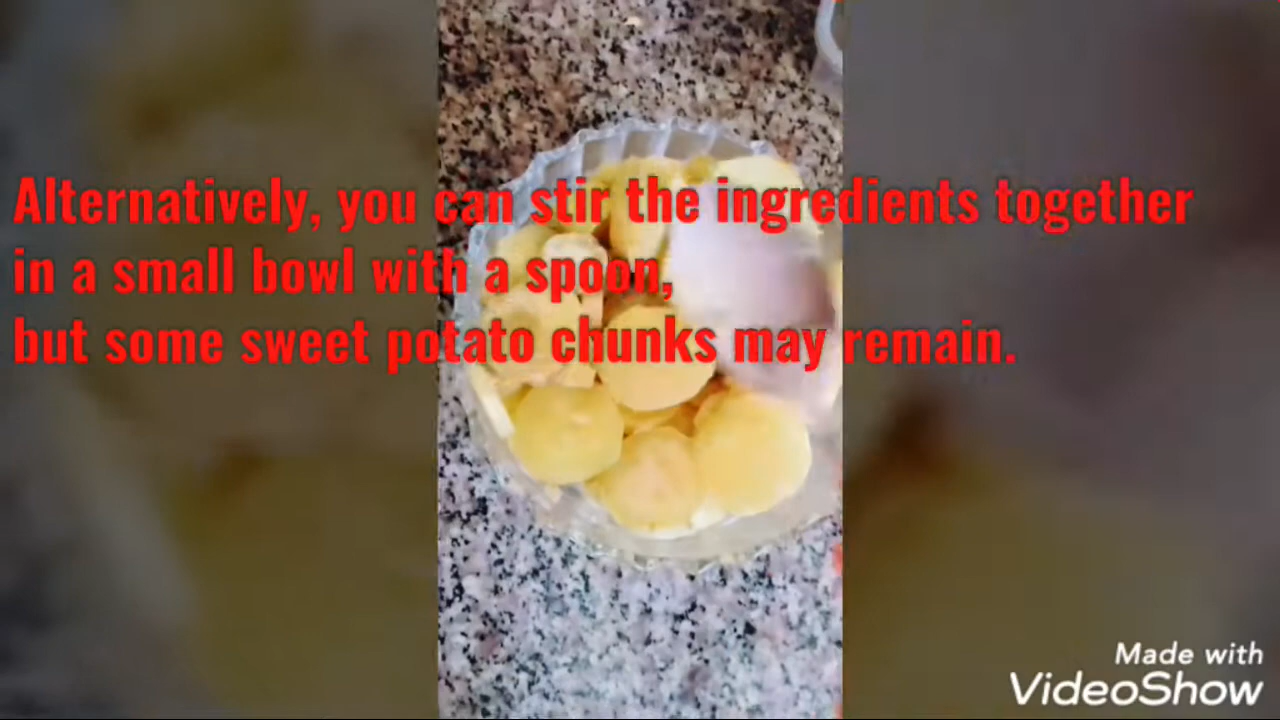 Alternatively, you can stir the ingredients together
in a small bowl with a spoon,
but some sweet potato chunks may remain.
Made with
VideoShow